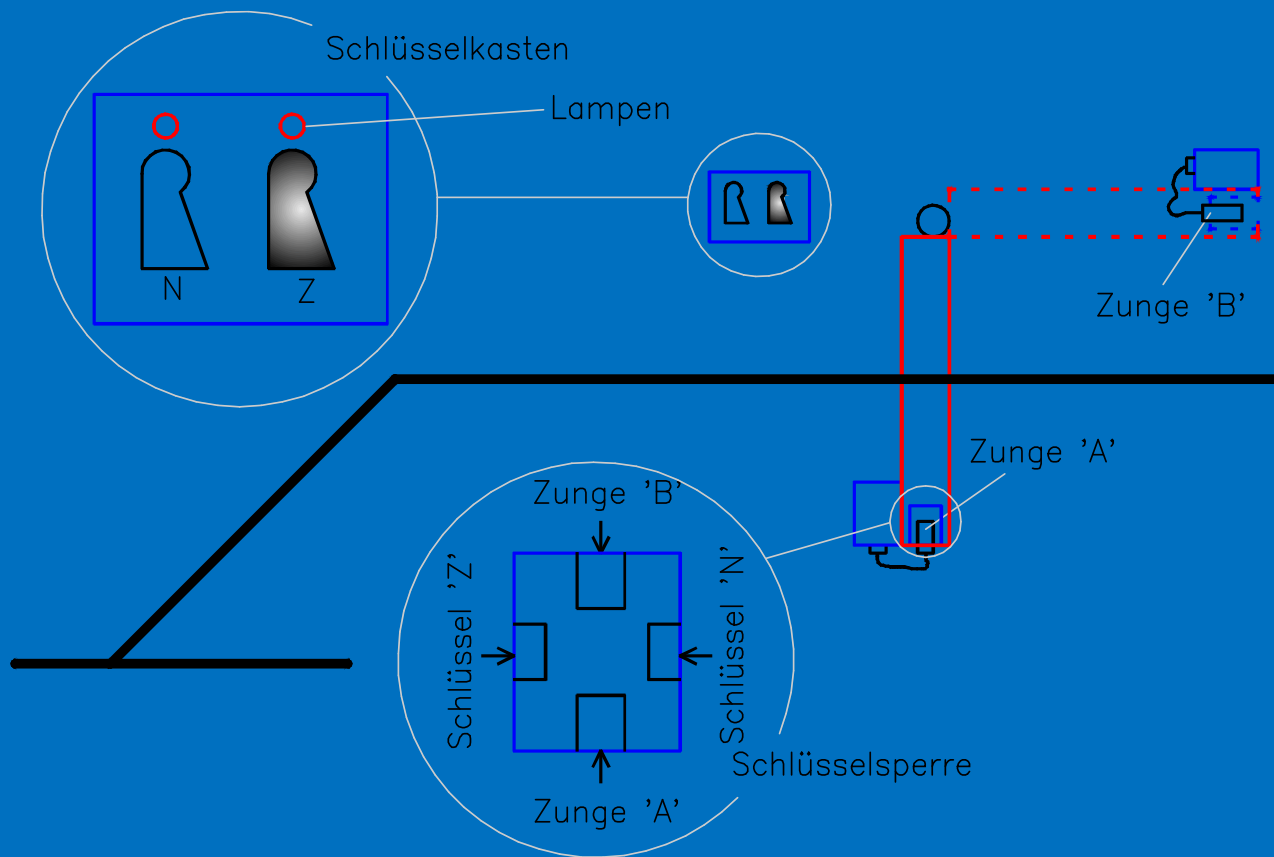 Schlüsselkasten
Lampen
N
Z
Zunge 'B'
Zunge 'A'
Zunge 'B'
Schlüssel 'Z'
Schlüssel 'N'
Schlüsselsperre
Zunge 'A'